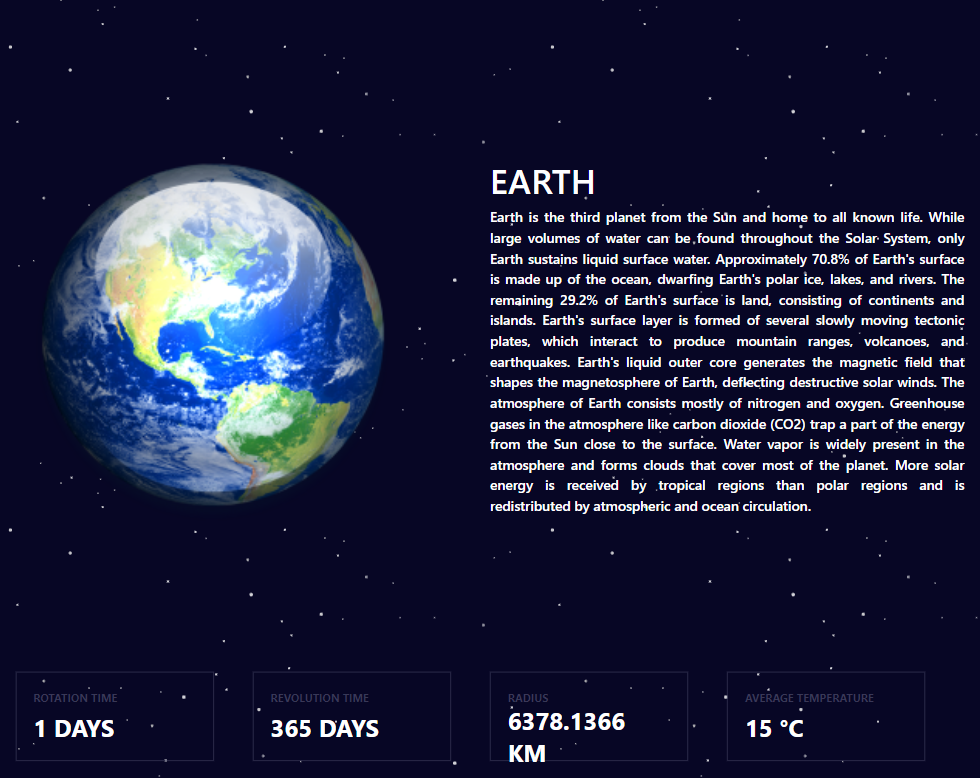 EARTH
Earth is the third planet from the Sun and home to all known life. While
large volumes of water can be found throughout the Solar System, only
Earth sustains liquid surface water. Approximately 70.8% of Earth's surface
is made up of the ocean, dwarfing Earth's polar ice, lakes, and rivers. The
remaining 29.2% of Earth's surface is land, consisting of continents and
islands. Earth's surface layer is formed of several slowly moving tectonic
plates, which interact to produce mountain ranges, volcanoes, and
earthquakes. Earth's liquid outer core generates the magnetic field that
shapes the magnetosphere of Earth, deflecting destructive solar winds. The
atmosphere of Earth consists mostly of nitrogen and oxygen. Greenhouse
gases in the atmosphere like carbon dioxide (CO2) trap a part of the energy
from the Sun close to the surface. Water vapor is widely present in the
atmosphere and forms clouds that cover most of the planet. More solar
energy is received by tropical regions than polar regions and is
redistributed by atmospheric and ocean circulation.
ROTATION TIME
1 DAYS
REVOLUTION TIME
365 DAYS
RADIUS
6378.1366
KM
AVERAGE TEMPERATURE
15 °C